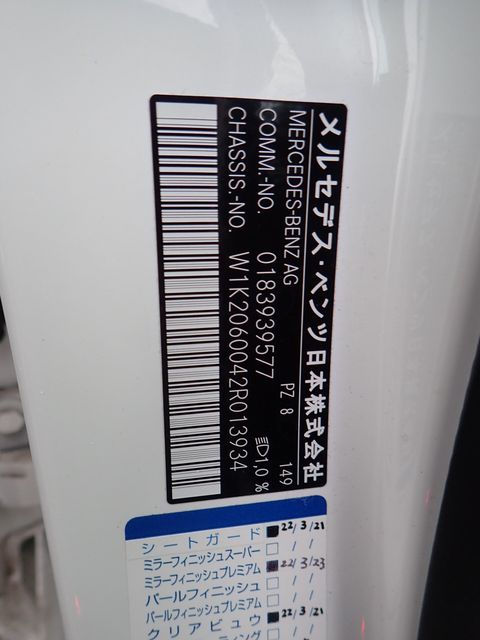 メルセデス・ベンツ日本株式会社
MERCEDES-BENZ AG PZ 8 149
COMM.-NO. 0183939577 1,0 %
CHASSIS.-NO. W1K2060042R013934
シートガード 22/3/21
ミラーフィニッシュスーパー / /
ミラーフィニッシュプレミアム 22/3/23
パールフィニッシュ / /
パールフィニッシュプレミアム / /
クリアビュウ 22/3/21